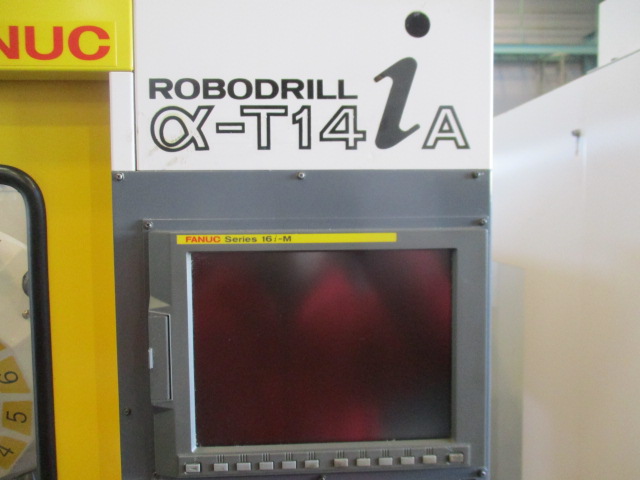 NUC
ROBODRILL
α-T14iA
FANUC Series 16i-M
6
5
4